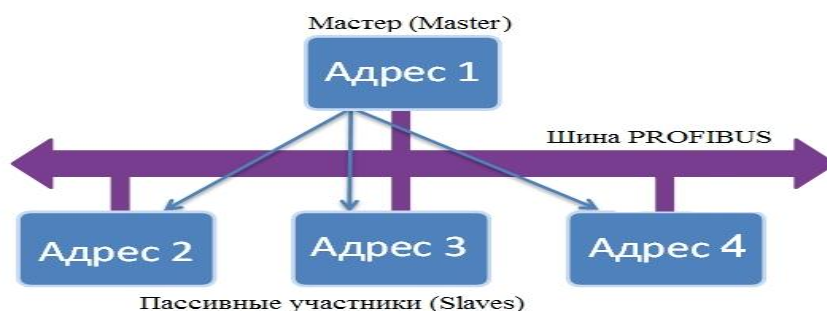 Мастер (Master)
Адрес 1
Шина PROFIBUS
Адрес 2
Адрес 3
Адрес 4
Пассивные участники (Slaves)